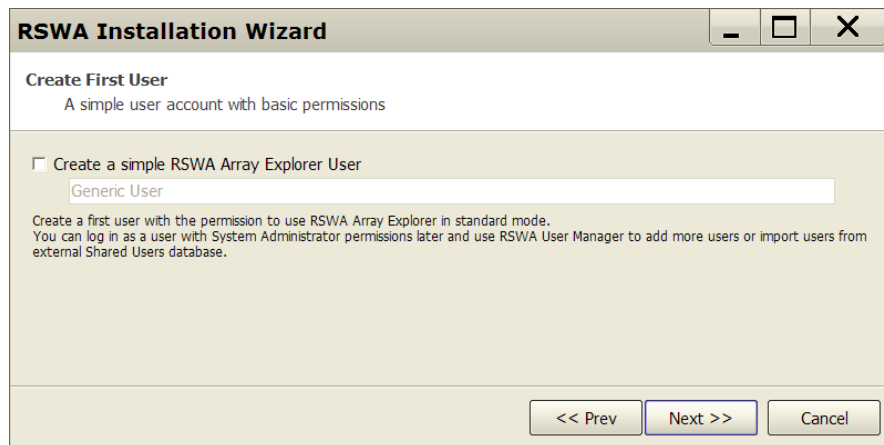 RSWA Installation Wizard
Create First User
A simple user account with basic permissions
Create a simple RSWA Array Explorer User
Generic User
Create a first user with the permission to use RSWA Array Explorer in standard mode.
You can log in as a user with System Administrator permissions later and use RSWA User Manager to add more users or import users from
external Shared Users database.
<< Prev Next >> Cancel